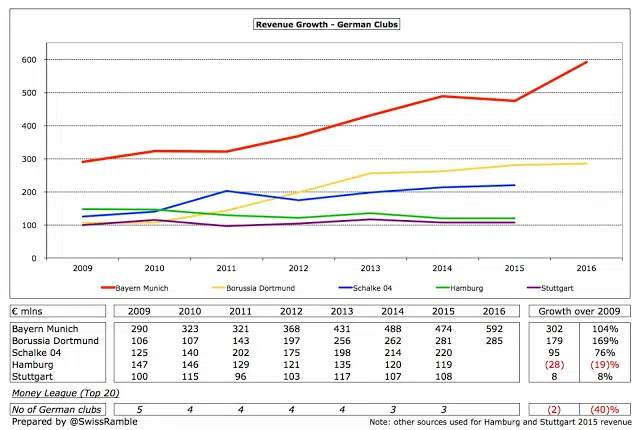 Revenue Growth - German Clubs
600
500
400
300
200
100
0
2009 2010 2011 2012 2013 2014 2015 2016
Bayern Munich Borussia Dortmund Schalke 04 Hamburg Stuttgart
€ mlns 2009 2010 2011 2012 2013 2014 2015 2016 Growth over 2009
Bayern Munich 290 323 321 368 431 488 474 592 302 104%
Borussia Dortmund 106 107 143 197 256 262 281 285 179 169%
Schalke 04 125 140 202 175 198 214 220 95 76%
Hamburg 147 146 129 121 135 120 119 (28) (19)%
Stuttgart 100 115 96 103 117 107 108 8 8%
Money League (Top 20)
No of German clubs 5 4 4 4 4 3 3 (2) (40)%
Prepared by @SwissRamble Note: other sources used for Hamburg and Stuttgart 2015 revenue